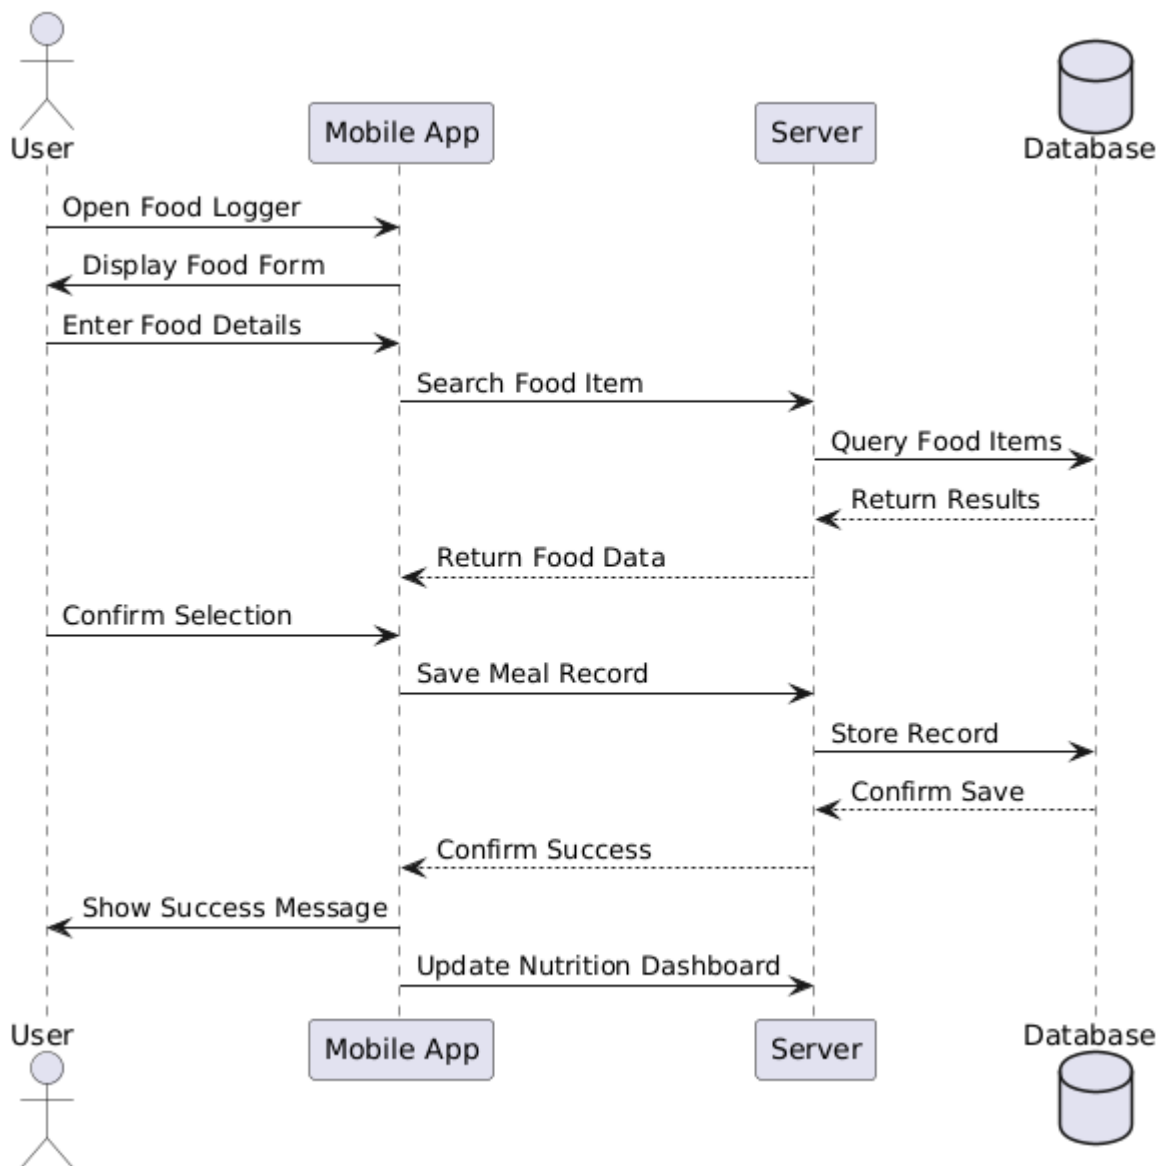 User
Mobile App
Server
Database
Open Food Logger
Display Food Form
Enter Food Details
Search Food Item
Query Food Items
Return Results
Return Food Data
Confirm Selection
Save Meal Record
Store Record
Confirm Save
Confirm Success
Show Success Message
Update Nutrition Dashboard
User
Mobile App
Server
Database